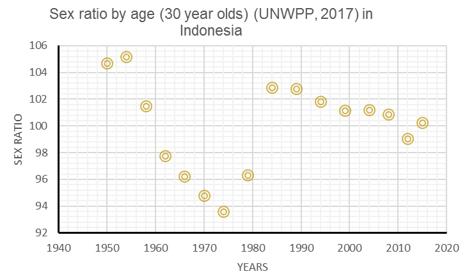 Sex ratio by age (30 year olds) (UNWPP, 2017) in
Indonesia
106
104
102
100
98
96
94
92
SEX RATIO
1940 1950 1960 1970 1980 1990 2000 2010 2020
YEARS